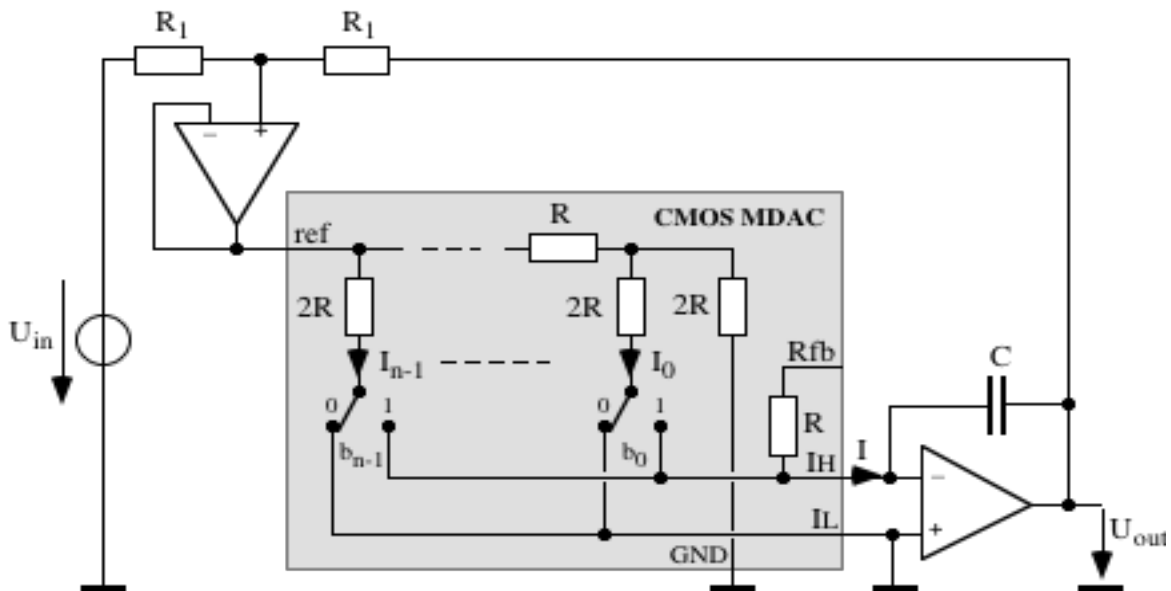 R1 R1
− +
CMOS MDAC
ref R
2R 2R 2R
Uin
In-1 I0 Rfb C
0 1 0 1 R
bn-1 b0 IH I −
IL +
GND Uout